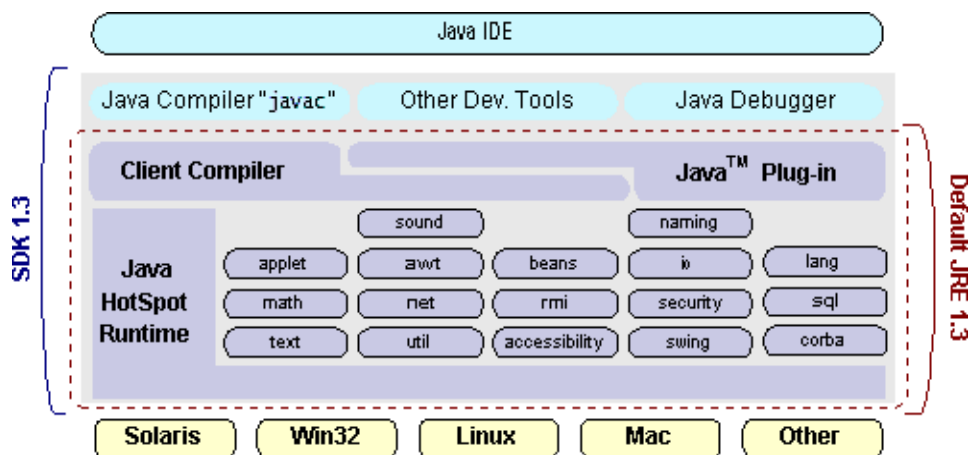 Java IDE
SDK 1.3
Java Compiler "javac"
Other Dev. Tools
Java Debugger
Client Compiler
Java™ Plug-in
Default JRE 1.3
Java
HotSpot
Runtime
sound
naming
applet
awt
beans
io
lang
math
net
rmi
security
sql
text
util
accessibility
swing
corba
Solaris
Win32
Linux
Mac
Other